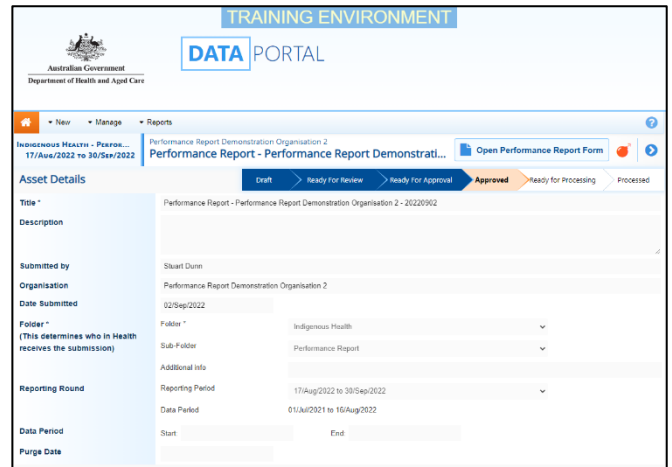 TRAINING ENVIRONMENT
Australian Government
Department of Health and Aged Care
DATA PORTAL
New Manage Reports ?
INDIGENOUS HEALTH - PERFOR...
17/AUG/2022 TO 30/SEP/2022
Performance Report Demonstration Organisation 2
Performance Report - Performance Report Demonstrati...
Open Performance Report Form
Asset Details
Draft Ready For Review Ready For Approval Approved Ready for Processing Processed
Title * Performance Report - Performance Report Demonstration Organisation 2 - 20220902
Description
Submitted by Stuart Dunn
Organisation Performance Report Demonstration Organisation 2
Date Submitted 02/Sep/2022
Folder * Folder * Indigenous Health
(This determines who in Health
receives the submission)
Sub-Folder Performance Report
Additional info
Reporting Round Reporting Period 17/Aug/2022 to 30/Sep/2022
Data Period 01/Jul/2021 to 16/Aug/2022
Data Period Start: End:
Purge Date